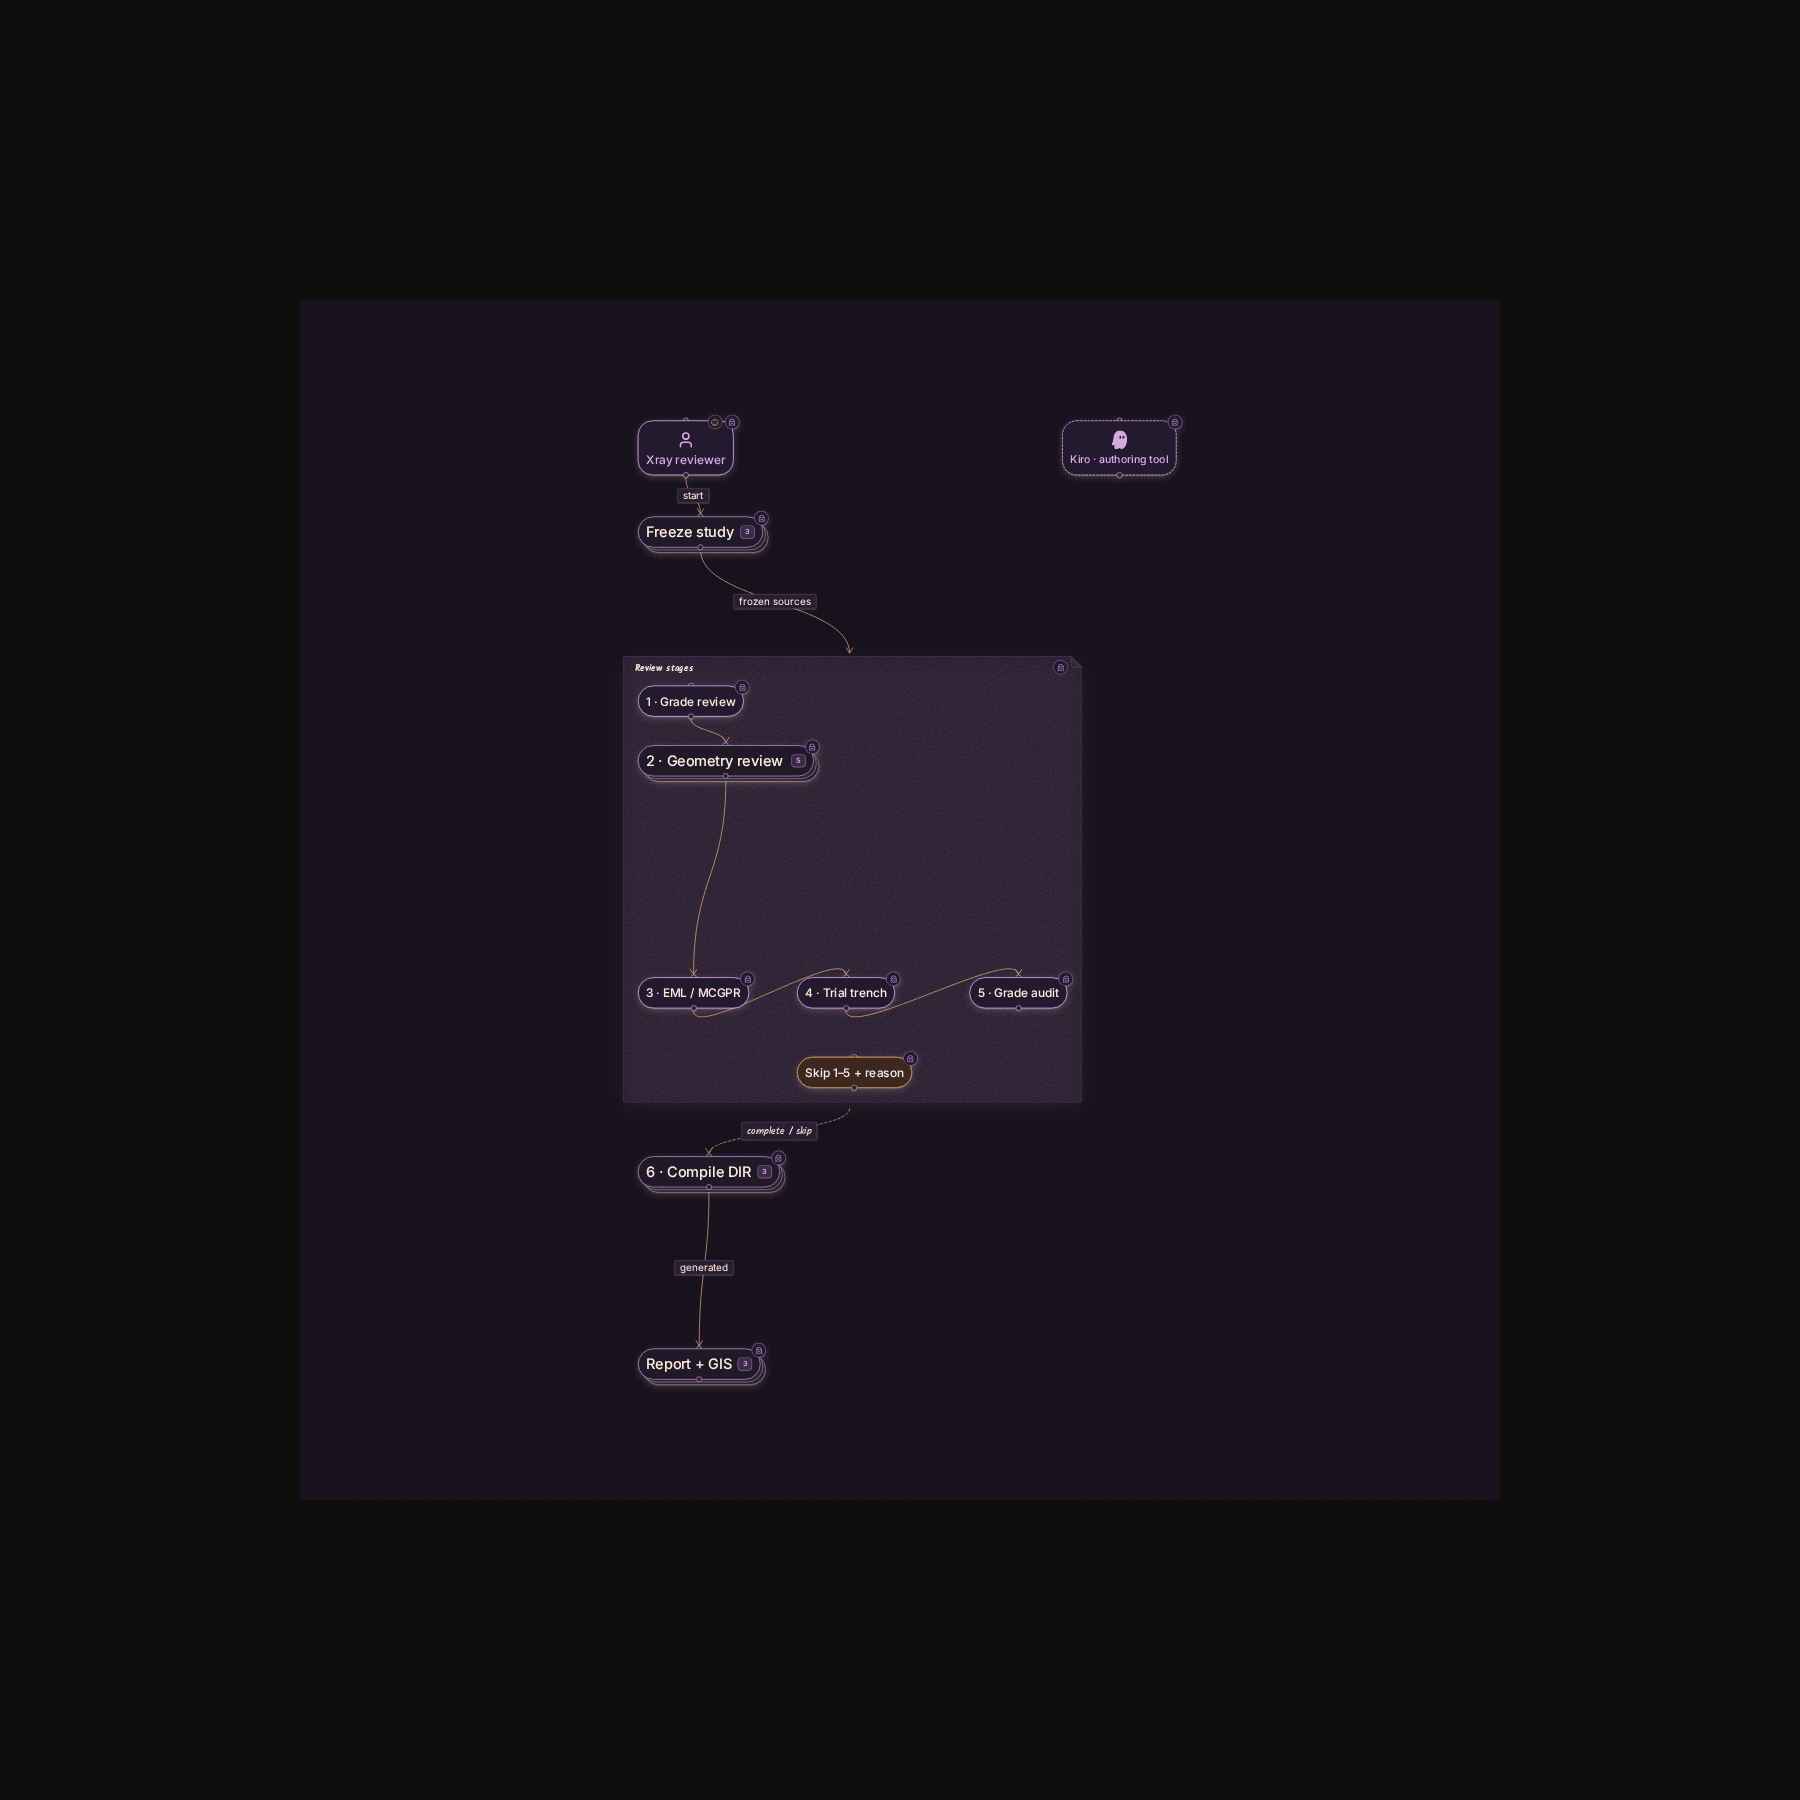 Xray reviewer
Kiro · authoring tool
start
Freeze study 3
frozen sources
Review stages
1 · Grade review
2 · Geometry review 5
3 · EML / MCGPR
4 · Trial trench
5 · Grade audit
Skip 1–5 + reason
complete / skip
6 · Compile DIR 3
generated
Report + GIS 3